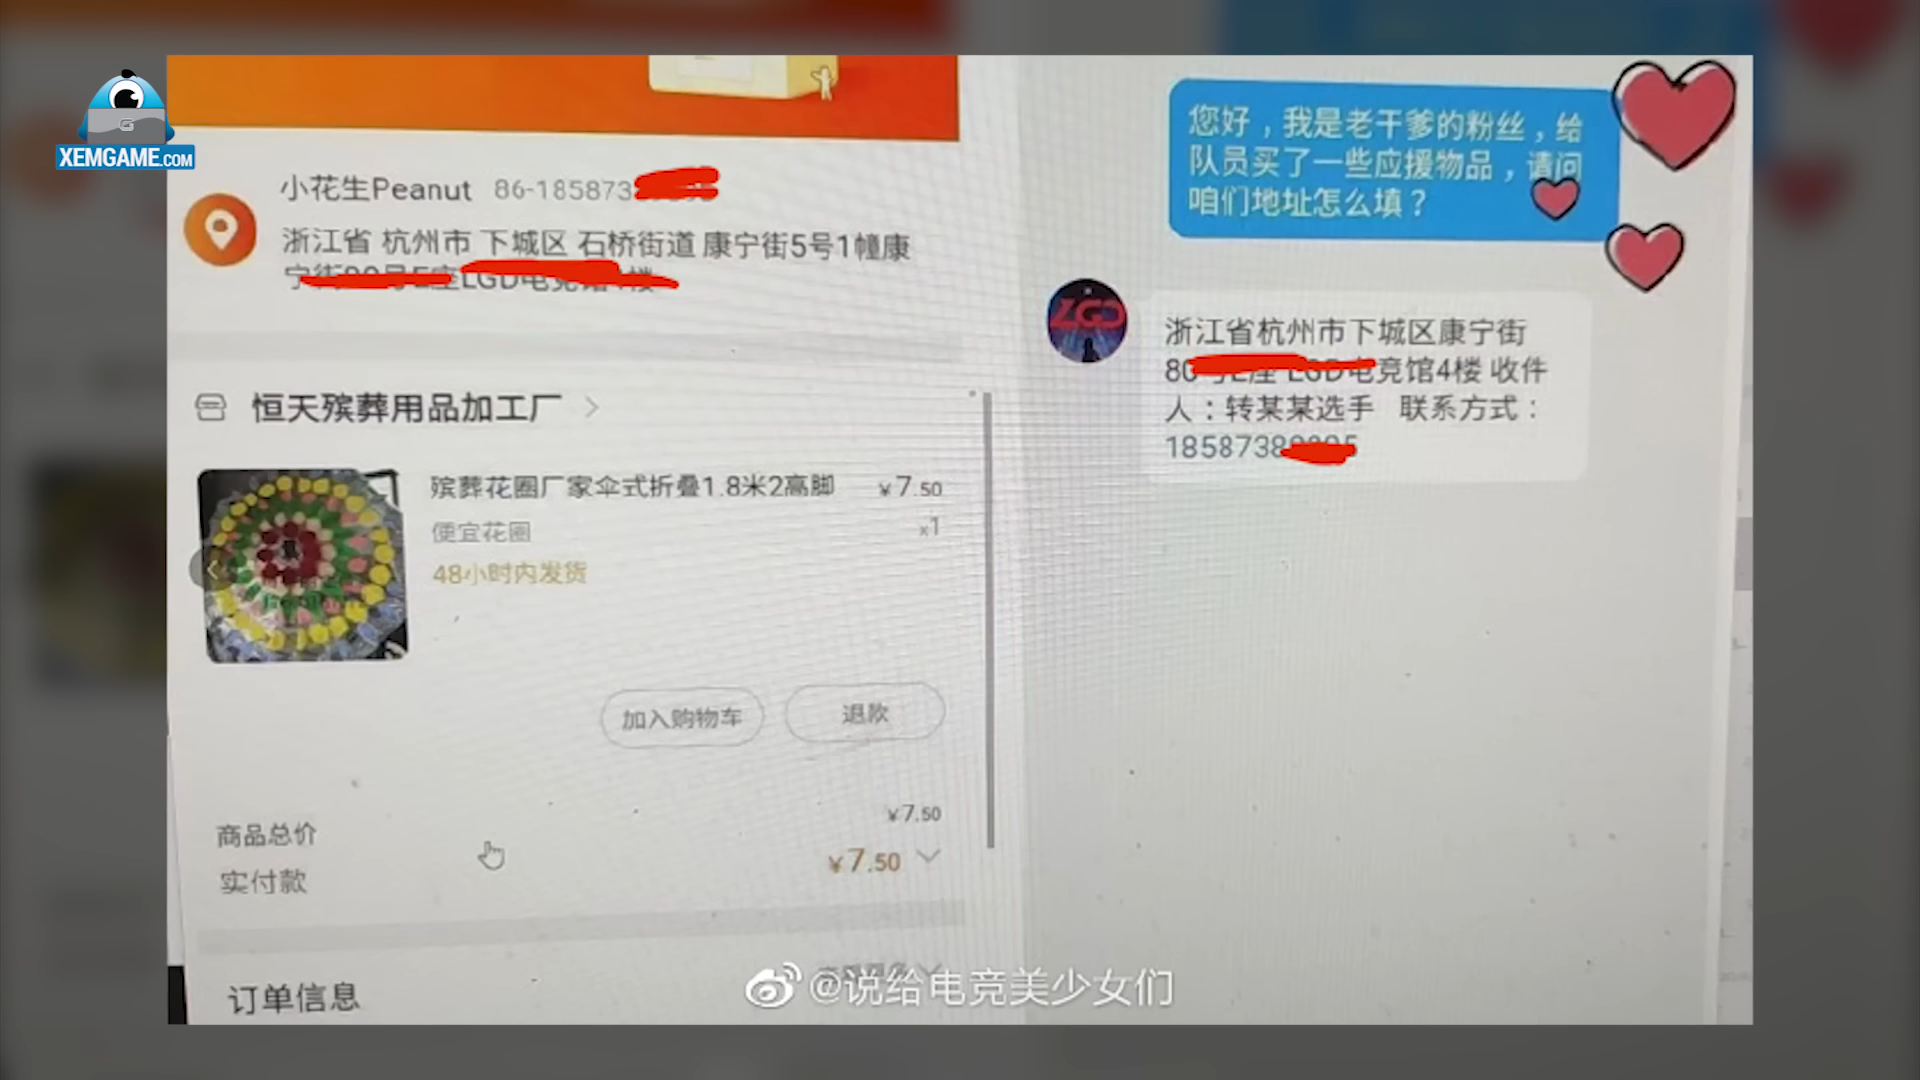 XEMGAME.COM
小花生Peanut 86-185873
浙江省 杭州市 下城区 石桥街道 康宁街5号1幢康
恒天殡葬用品加工厂 >
殡葬花圈厂家伞式折叠1.8米2高脚 ¥7.50
便宜花圈 x1
48小时内发货
加入购物车 退款
商品总价 ¥7.50
实付款 ¥7.50
订单信息
您好，我是老干爹的粉丝，给
队员买了一些应援物品，请问
咱们地址怎么填？
LGD
浙江省杭州市下城区康宁街
80 竞馆4楼 收件
人：转某某选手 联系方式：
1858738
@说给电竞美少女们